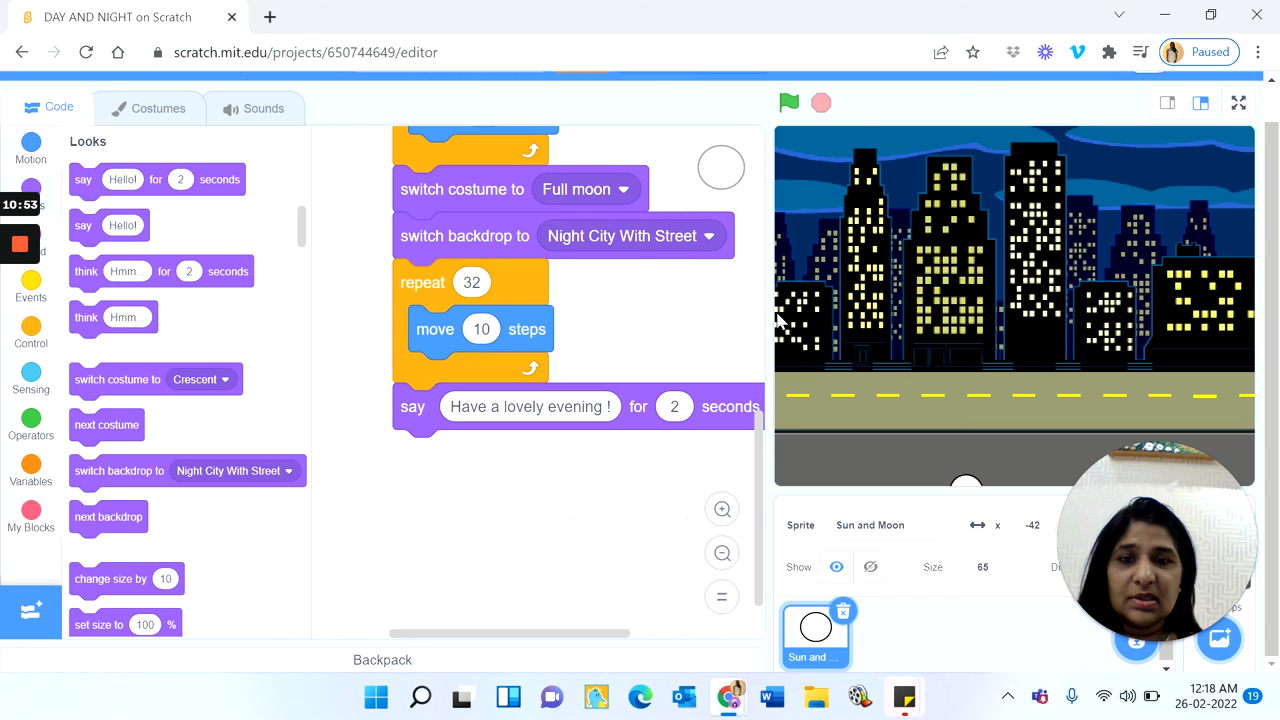 DAY AND NIGHT on Scratch
scratch.mit.edu/projects/650744649/editor
Paused
Code
Costumes
Sounds
Motion
Looks
say Hello! for 2 seconds
say Hello!
think Hmm... for 2 seconds
think Hmm...
switch costume to Crescent
next costume
switch backdrop to Night City With Street
next backdrop
change size by 10
set size to 100 %
10:53
Events
Control
Sensing
Operators
Variables
My Blocks
switch costume to Full moon
switch backdrop to Night City With Street
repeat 32
move 10 steps
say Have a lovely evening ! for 2 seconds
Sprite Sun and Moon x -42
Show Size 65
Sun and ...
Backpack
12:18 AM
26-02-2022
19